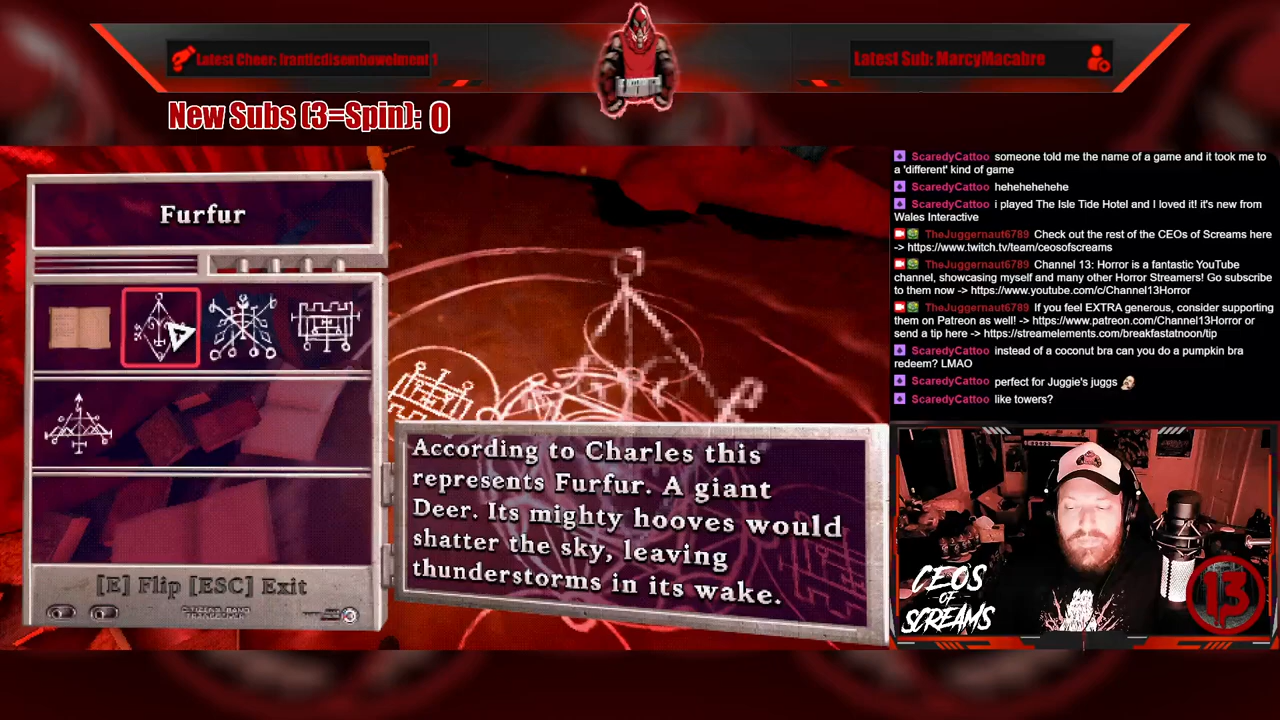 Latest Cheer: franticdisembowelment 1
Latest Sub: MarcyMacabre
New Subs (3=Spin): 0
Furfur
[E] Flip [ESC] Exit
CITIZENS BAND
TRANSCEIVER
According to Charles this
represents Furfur. A giant
Deer. Its mighty hooves would
shatter the sky, leaving
thunderstorms in its wake.
ScaredyCattoo someone told me the name of a game and it took me to
a 'different' kind of game
ScaredyCattoo hehehehehehe
ScaredyCattoo i played The Isle Tide Hotel and I loved it! it's new from
Wales Interactive
TheJuggernaut6789 Check out the rest of the CEOs of Screams here
-> https://www.twitch.tv/team/ceosofscreams
TheJuggernaut6789 Channel 13: Horror is a fantastic YouTube
channel, showcasing myself and many other Horror Streamers! Go subscribe
to them now -> https://www.youtube.com/c/Channel13Horror
TheJuggernaut6789 If you feel EXTRA generous, consider supporting
them on Patreon as well! -> https://www.patreon.com/Channel13Horror or
send a tip here -> https://streamelements.com/breakfastatnoon/tip
ScaredyCattoo instead of a coconut bra can you do a pumpkin bra
redeem? LMAO
ScaredyCattoo perfect for Juggie's juggs
ScaredyCattoo like towers?
CEOS
OF
SCREAMS
13